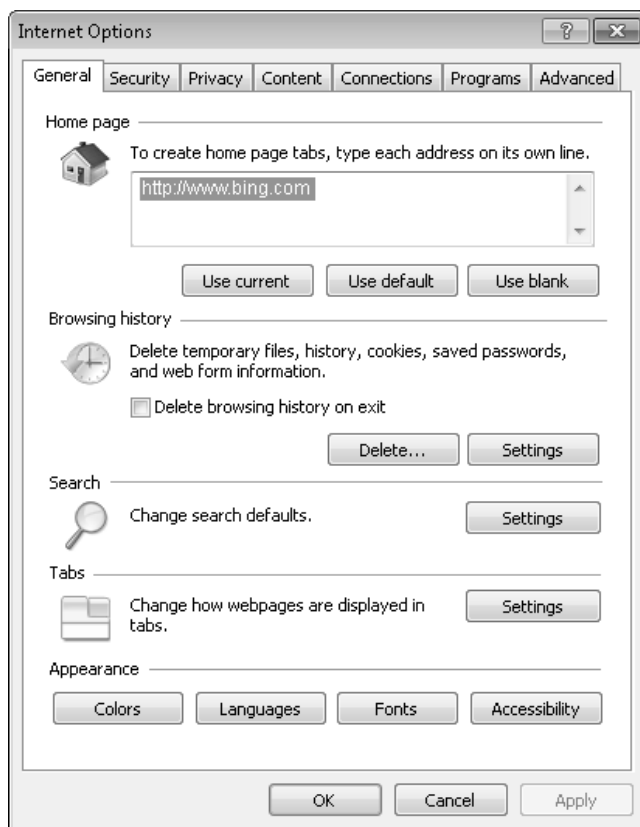 Internet Options
General Security Privacy Content Connections Programs Advanced
Home page
To create home page tabs, type each address on its own line.
http://www.bing.com
Use current Use default Use blank
Browsing history
Delete temporary files, history, cookies, saved passwords,
and web form information.
Delete browsing history on exit
Delete... Settings
Search
Change search defaults. Settings
Tabs
Change how webpages are displayed in Settings
tabs.
Appearance
Colors Languages Fonts Accessibility
OK Cancel Apply